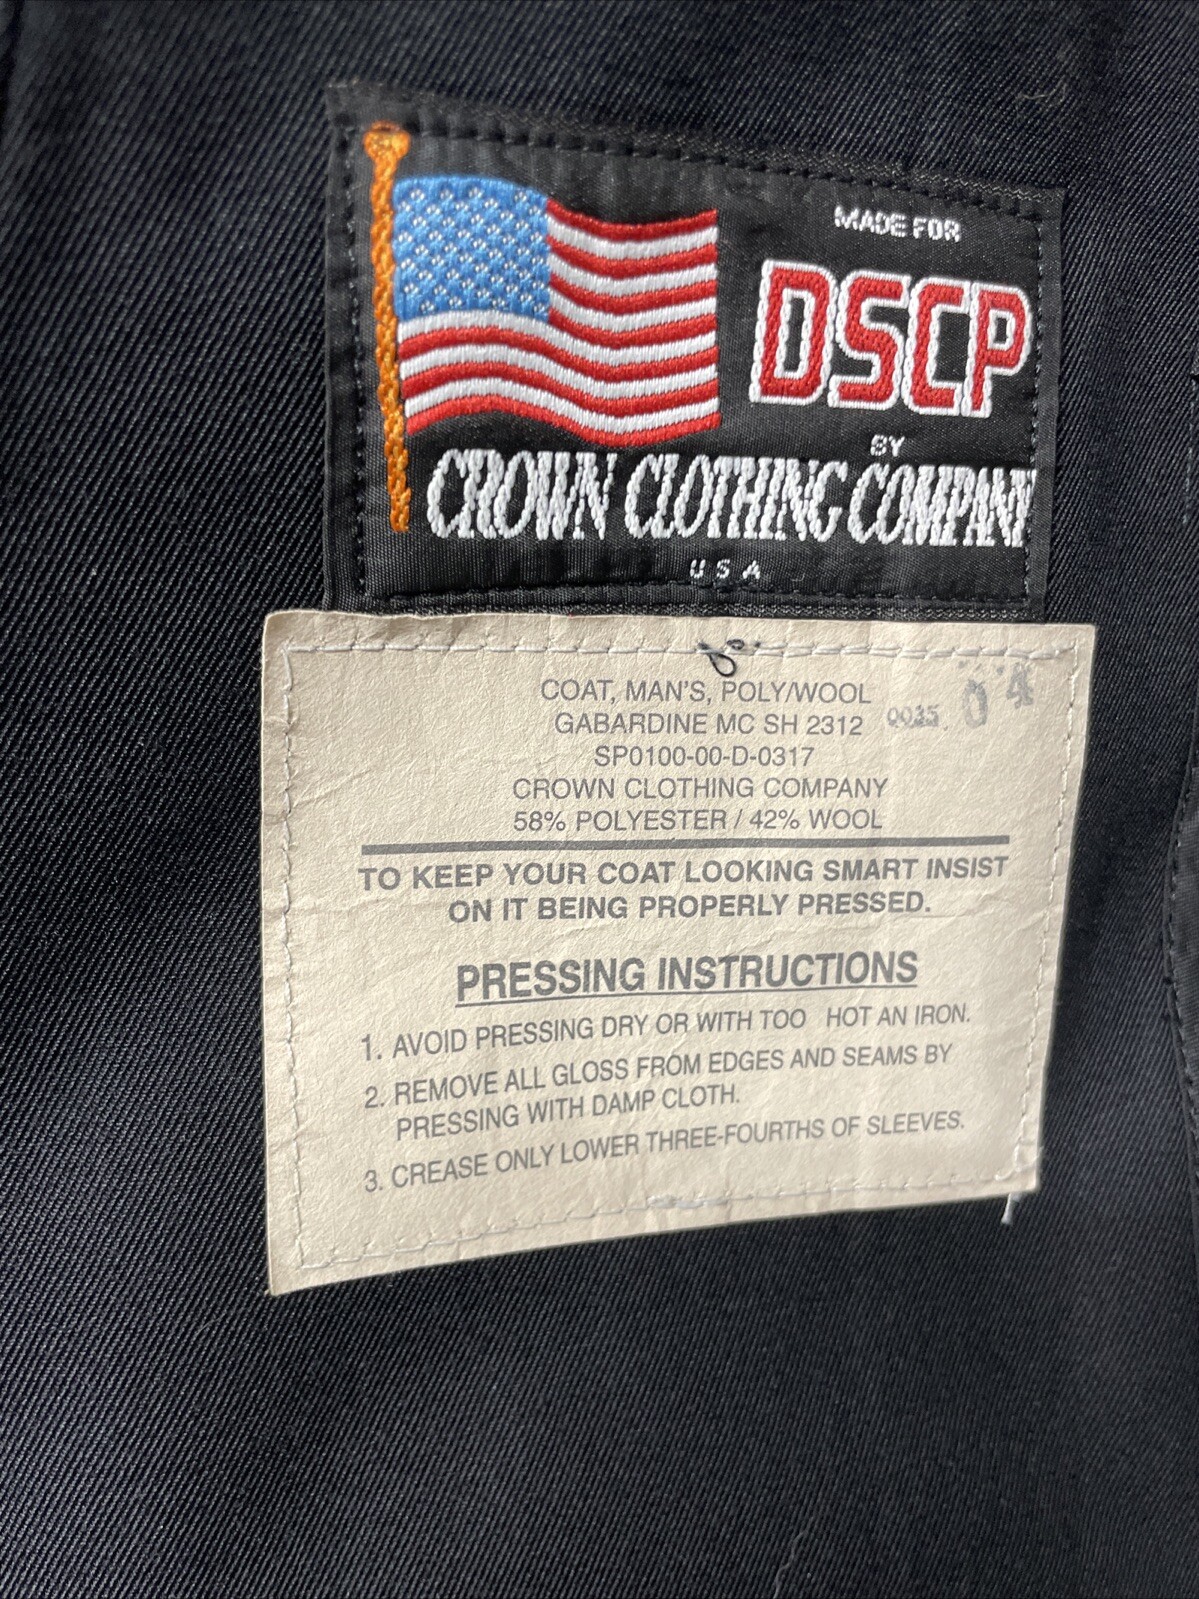 MADE FOR
DSCP
BY
CROWN CLOTHING COMPANY
USA
COAT, MAN'S, POLY/WOOL
GABARDINE MC SH 2312 0035 04
SP0100-00-D-0317
CROWN CLOTHING COMPANY
58% POLYESTER / 42% WOOL
TO KEEP YOUR COAT LOOKING SMART INSIST
ON IT BEING PROPERLY PRESSED.
PRESSING INSTRUCTIONS
1. AVOID PRESSING DRY OR WITH TOO HOT AN IRON.
2. REMOVE ALL GLOSS FROM EDGES AND SEAMS BY
PRESSING WITH DAMP CLOTH.
3. CREASE ONLY LOWER THREE-FOURTHS OF SLEEVES.